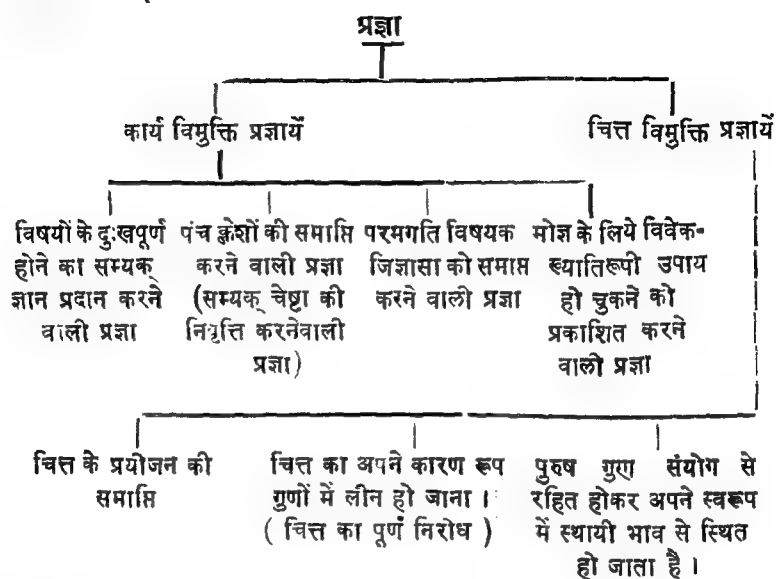 प्रज्ञा
कार्य विमुक्ति प्रज्ञायें
चित्त विमुक्ति प्रज्ञायें
विषयों के दुःखपूर्ण
होने का सम्यक्
ज्ञान प्रदान करने
वाली प्रज्ञा
पंच क्लेशों की समाप्ति
करने वाली प्रज्ञा
(सम्यक् चेष्टा की
निवृत्ति करनेवाली
प्रज्ञा)
परमगति विषयक
जिज्ञासा को समाप्त
करने वाली प्रज्ञा
मोक्ष के लिये विवेक-
ख्यातिरूपी उपाय
हो चुकने को
प्रकाशित करने
वाली प्रज्ञा
चित्त के प्रयोजन की
समाप्ति
चित्त का अपने कारण रूप
गुणों में लीन हो जाना ।
( चित्त का पूर्ण निरोध )
पुरुष गुण संयोग से
रहित होकर अपने स्वरूप
में स्थायी भाव से स्थित
हो जाता है ।